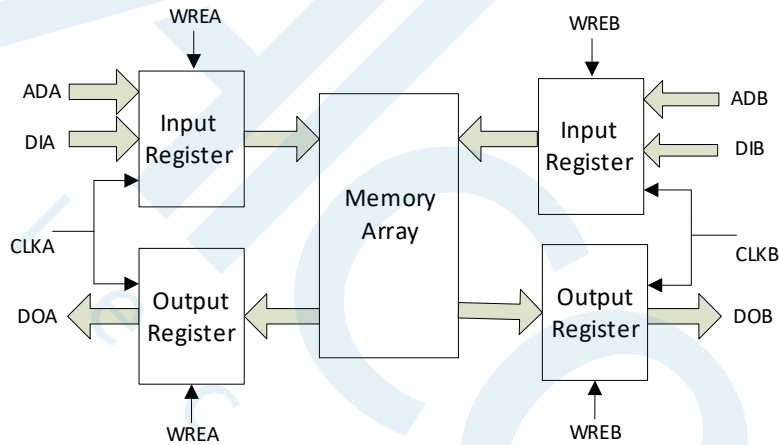 WREA
WREB
ADA
ADB
DIA
DIB
Input
Register
Input
Register
Memory
Array
CLKA
CLKB
DOA
DOB
Output
Register
Output
Register
WREA
WREB